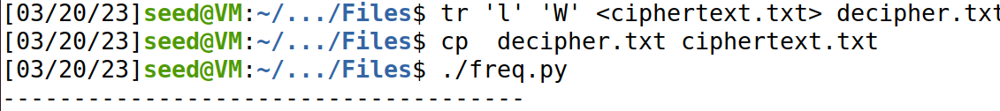 [03/20/23]seed@VM:~/.../Files$ tr 'l' 'W' <ciphertext.txt> decipher.txt
[03/20/23]seed@VM:~/.../Files$ cp  decipher.txt ciphertext.txt
[03/20/23]seed@VM:~/.../Files$ ./freq.py
-------------------------------------